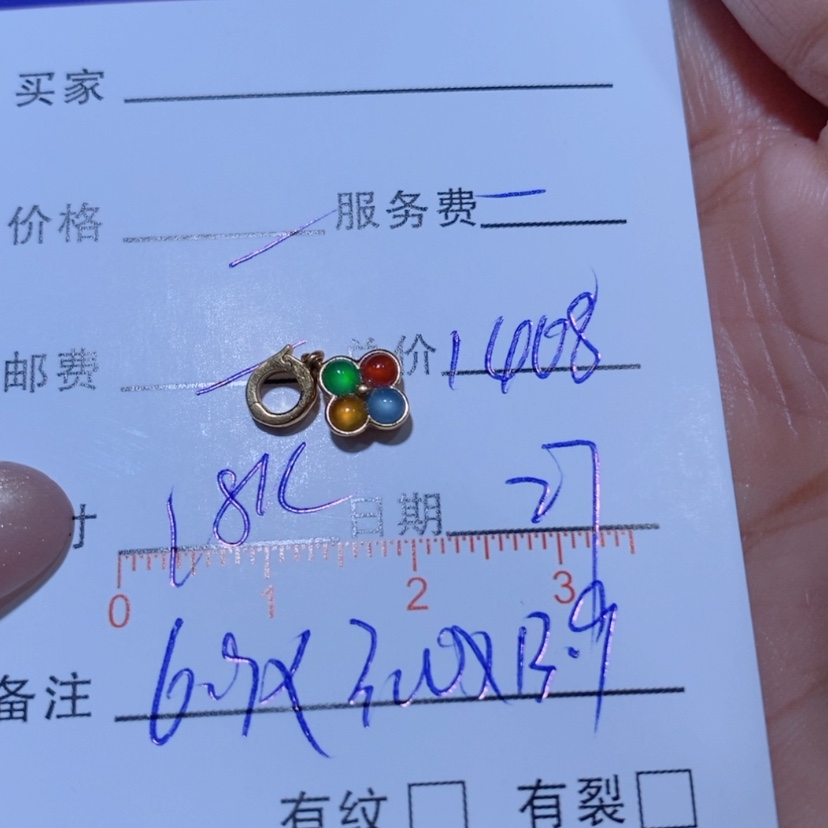 买家
价格 服务费 —
邮费 价 1408
寸 18K 日期 27
0 1 2 3
备注
有纹 有裂